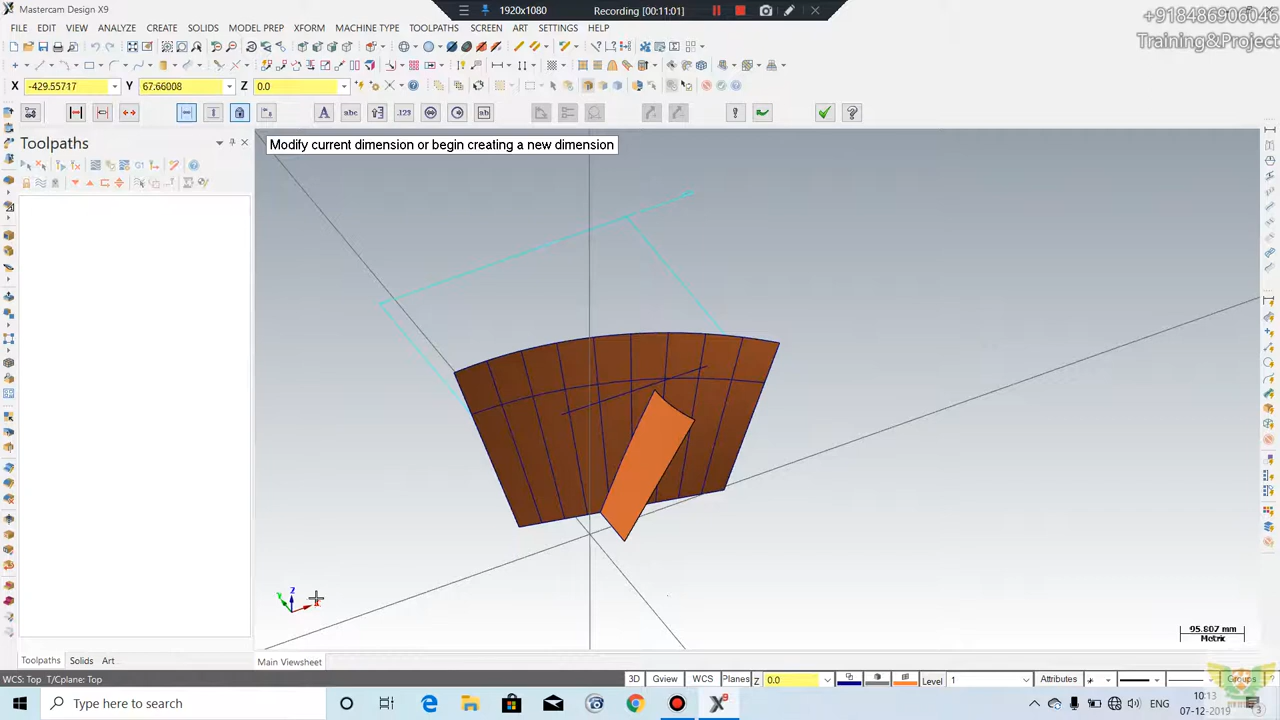 Mastercam Design X9
1920x1080
Recording [00:11:01]
+918486906046
Training&Project
FILE EDIT VIEW ANALYZE CREATE SOLIDS MODEL PREP XFORM MACHINE TYPE TOOLPATHS SCREEN ART SETTINGS HELP
X -429.55717 Y 67.66008 Z 0.0
Toolpaths
Modify current dimension or begin creating a new dimension
Z
Y
X
95.807 mm
Metric
Toolpaths Solids Art
Main Viewsheet
WCS: Top T/Cplane: Top
3D Gview WCS Planes Z 0.0 Level 1 Attributes Groups ?
Type here to search
ENG
10:13
07-12-2019